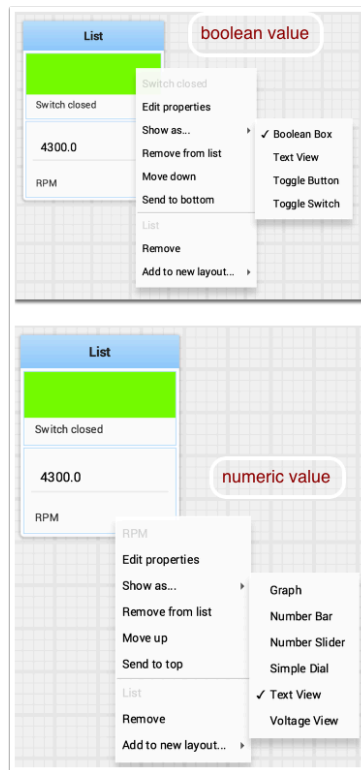 List
boolean value
Switch closed
Switch closed
Edit properties
Show as...
✓ Boolean Box
Remove from list
Text View
4300.0
Move down
Toggle Button
RPM
Send to bottom
Toggle Switch
List
Remove
Add to new layout...
List
Switch closed
4300.0
numeric value
RPM
RPM
Edit properties
Show as...
Graph
Remove from list
Number Bar
Move up
Number Slider
Send to top
Simple Dial
List
✓ Text View
Remove
Voltage View
Add to new layout...